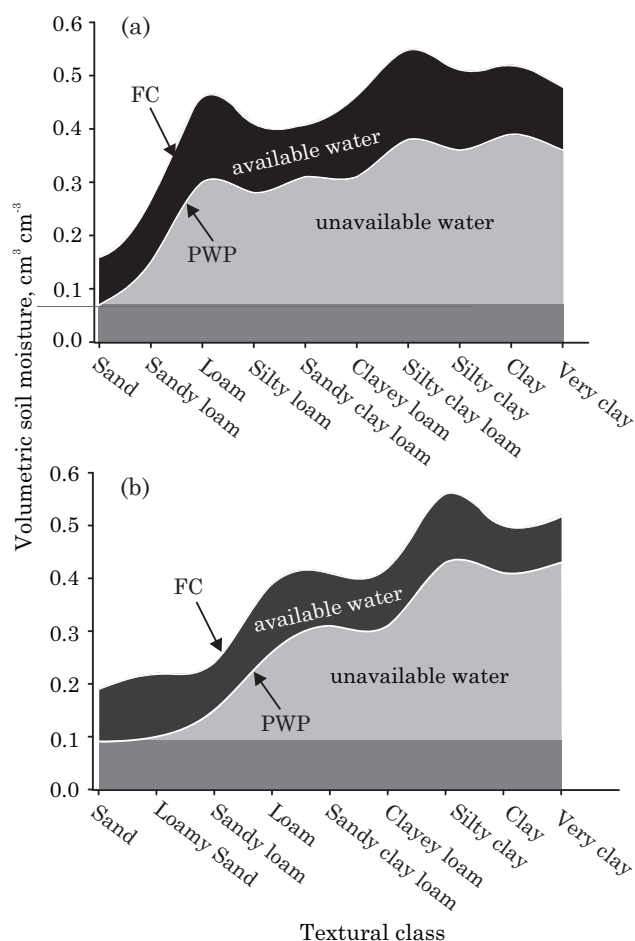 Volumetric soil moisture, cm³ cm⁻³
(a)
0.6
0.5
0.4
0.3
0.2
0.1
0.0
FC
available water
unavailable water
PWP
Sand
Sandy loam
Loam
Silty loam
Sandy clay loam
Clayey loam
Silty clay loam
Silty clay
Clay
Very clay
(b)
0.6
0.5
0.4
0.3
0.2
0.1
0.0
FC
available water
unavailable water
PWP
Sand
Loamy Sand
Sandy loam
Loam
Sandy clay loam
Clayey loam
Silty clay
Clay
Very clay
Textural class